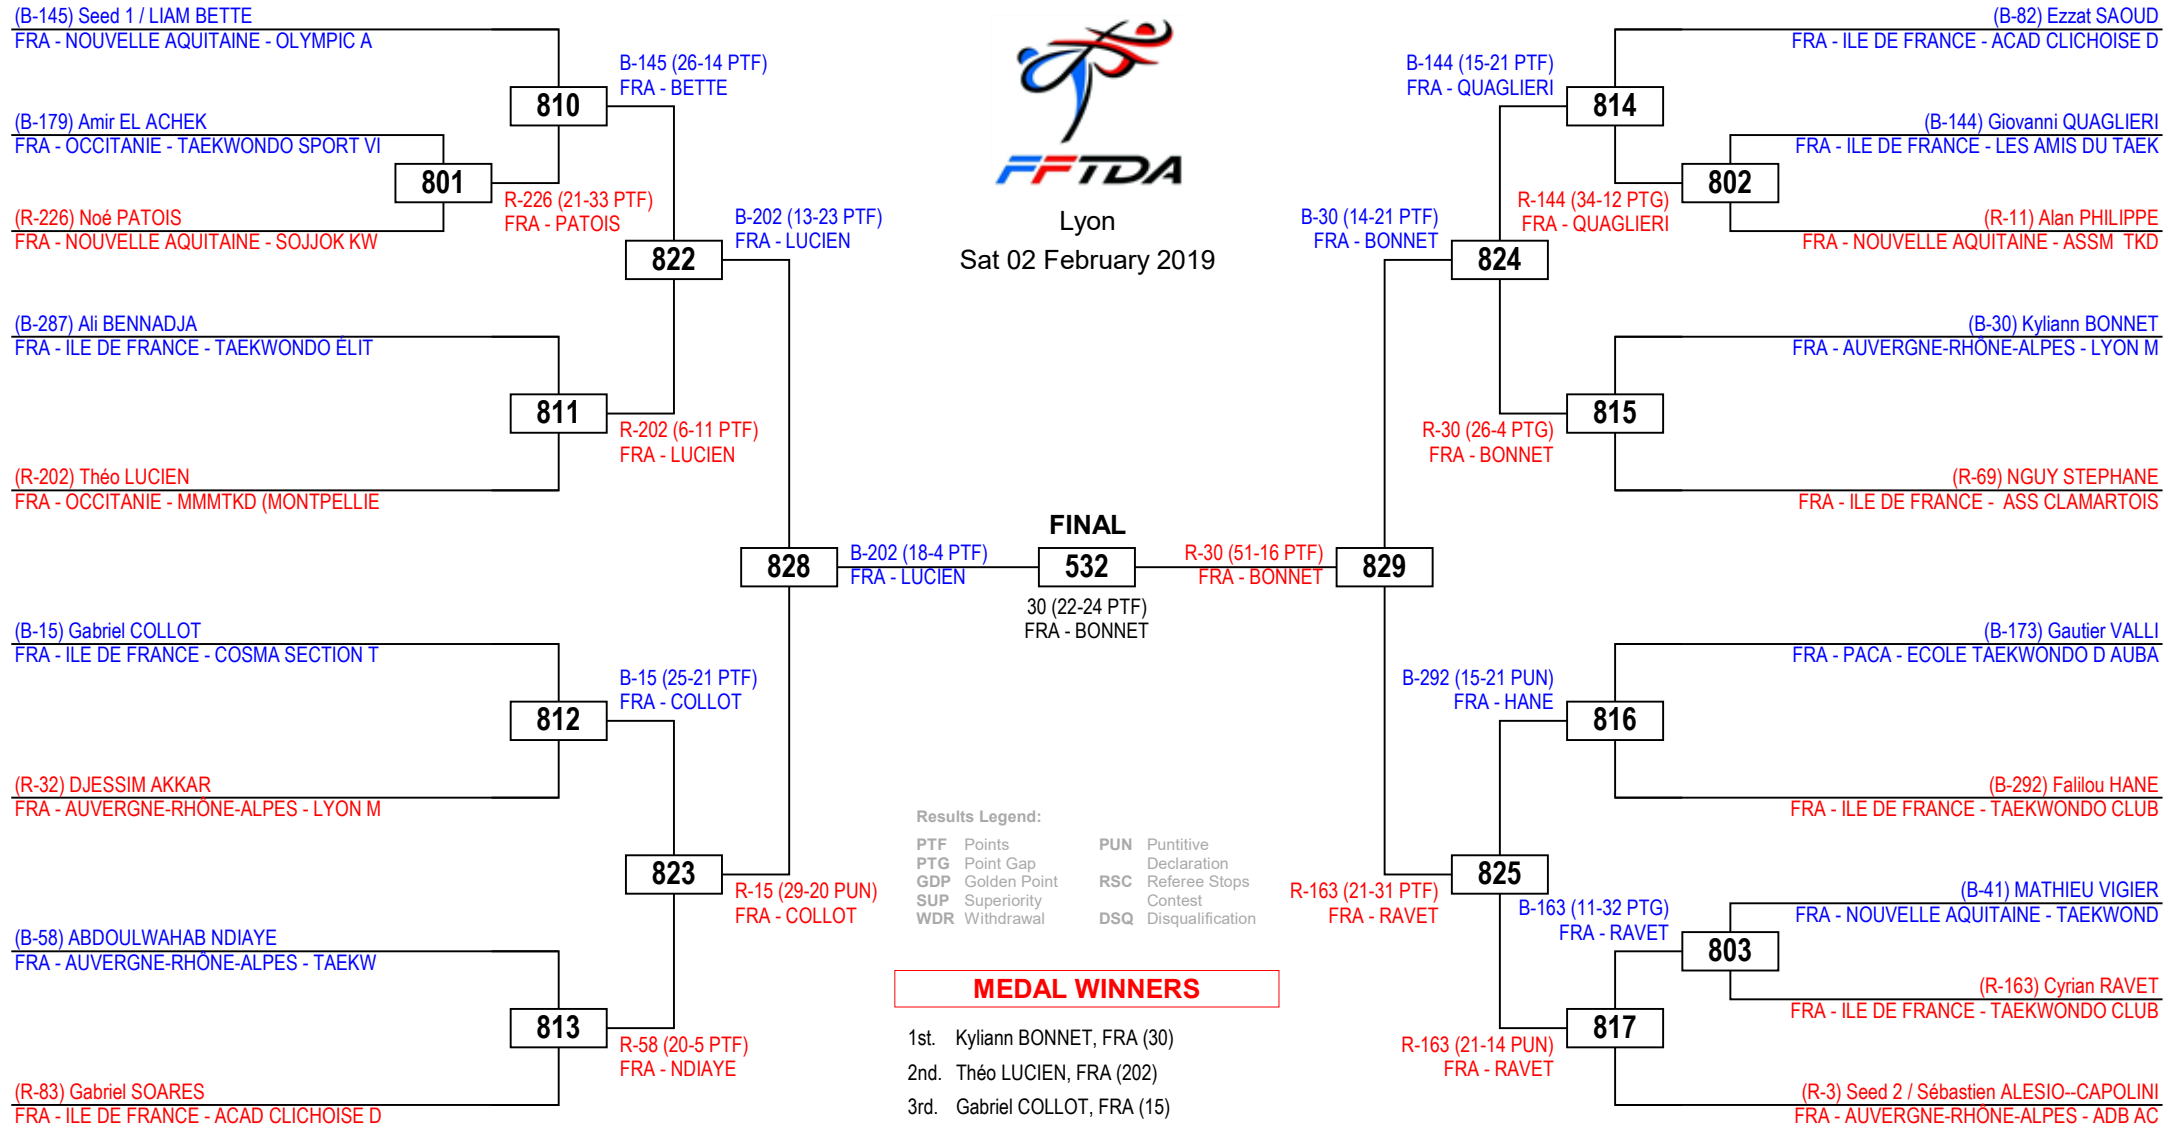 (B-145) Seed 1 / LIAM BETTE
FRA - NOUVELLE AQUITAINE - OLYMPIC A
B-145 (26-14 PTF)
FRA - BETTE
810
(B-179) Amir EL ACHEK
FRA - OCCITANIE - TAEKWONDO SPORT VI
801
R-226 (21-33 PTF)
FRA - PATOIS
(R-226) Noé PATOIS
FRA - NOUVELLE AQUITAINE - SOJJOK KW
B-202 (13-23 PTF)
FRA - LUCIEN
822
(B-287) Ali BENNADJA
FRA - ILE DE FRANCE - TAEKWONDO ÉLIT
811
R-202 (6-11 PTF)
FRA - LUCIEN
(R-202) Théo LUCIEN
FRA - OCCITANIE - MMMTKD (MONTPELLIE
828
B-202 (18-4 PTF)
FRA - LUCIEN
(B-15) Gabriel COLLOT
FRA - ILE DE FRANCE - COSMA SECTION T
B-15 (25-21 PTF)
FRA - COLLOT
812
(R-32) DJESSIM AKKAR
FRA - AUVERGNE-RHÔNE-ALPES - LYON M
823
R-15 (29-20 PUN)
FRA - COLLOT
(B-58) ABDOULWAHAB NDIAYE
FRA - AUVERGNE-RHÔNE-ALPES - TAEKW
813
R-58 (20-5 PTF)
FRA - NDIAYE
(R-83) Gabriel SOARES
FRA - ILE DE FRANCE - ACAD CLICHOISE D
FFTDA
Lyon
Sat 02 February 2019
FINAL
532
30 (22-24 PTF)
FRA - BONNET
Results Legend:
PTF Points
PTG Point Gap
GDP Golden Point
SUP Superiority
WDR Withdrawal
PUN Puntitive
Declaration
RSC Referee Stops
Contest
DSQ Disqualification
MEDAL WINNERS
1st. Kyliann BONNET, FRA (30)
2nd. Théo LUCIEN, FRA (202)
3rd. Gabriel COLLOT, FRA (15)
(B-82) Ezzat SAOUD
FRA - ILE DE FRANCE - ACAD CLICHOISE D
B-144 (15-21 PTF)
FRA - QUAGLIERI
814
(B-144) Giovanni QUAGLIERI
FRA - ILE DE FRANCE - LES AMIS DU TAEK
802
R-144 (34-12 PTG)
FRA - QUAGLIERI
(R-11) Alan PHILIPPE
FRA - NOUVELLE AQUITAINE - ASSM TKD
B-30 (14-21 PTF)
FRA - BONNET
824
(B-30) Kyliann BONNET
FRA - AUVERGNE-RHÔNE-ALPES - LYON M
815
R-30 (26-4 PTG)
FRA - BONNET
(R-69) NGUY STEPHANE
FRA - ILE DE FRANCE - ASS CLAMARTOIS
R-30 (51-16 PTF)
FRA - BONNET
829
(B-173) Gautier VALLI
FRA - PACA - ECOLE TAEKWONDO D AUBA
B-292 (15-21 PUN)
FRA - HANE
816
(B-292) Falilou HANE
FRA - ILE DE FRANCE - TAEKWONDO CLUB
825
R-163 (21-31 PTF)
FRA - RAVET
(B-41) MATHIEU VIGIER
FRA - NOUVELLE AQUITAINE - TAEKWOND
B-163 (11-32 PTG)
FRA - RAVET
803
(R-163) Cyrian RAVET
FRA - ILE DE FRANCE - TAEKWONDO CLUB
817
R-163 (21-14 PUN)
FRA - RAVET
(R-3) Seed 2 / Sébastien ALESIO--CAPOLINI
FRA - AUVERGNE-RHÔNE-ALPES - ADB AC